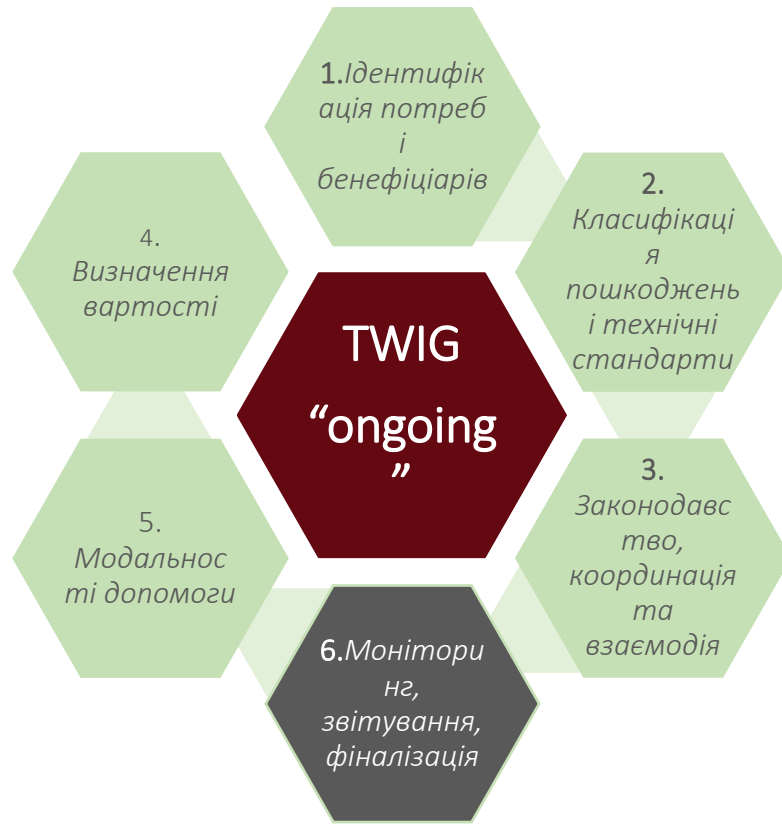 1.Ідентифік
ація потреб
і
бенефіціарів
2.
Класифікаці
я
пошкоджень
і технічні
стандарти
3.
Законодавс
тво,
координація
та
взаємодія
4.
Визначення
вартості
5.
Модальнос
ті допомоги
6.Монітори
нг,
звітування,
фіналізація
TWIG
“ongoing
”